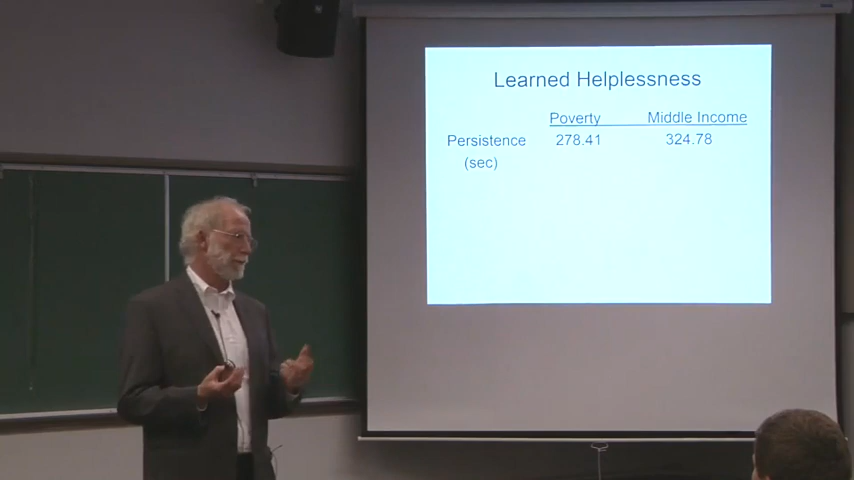 Learned Helplessness
Poverty Middle Income
Persistence 278.41 324.78
(sec)